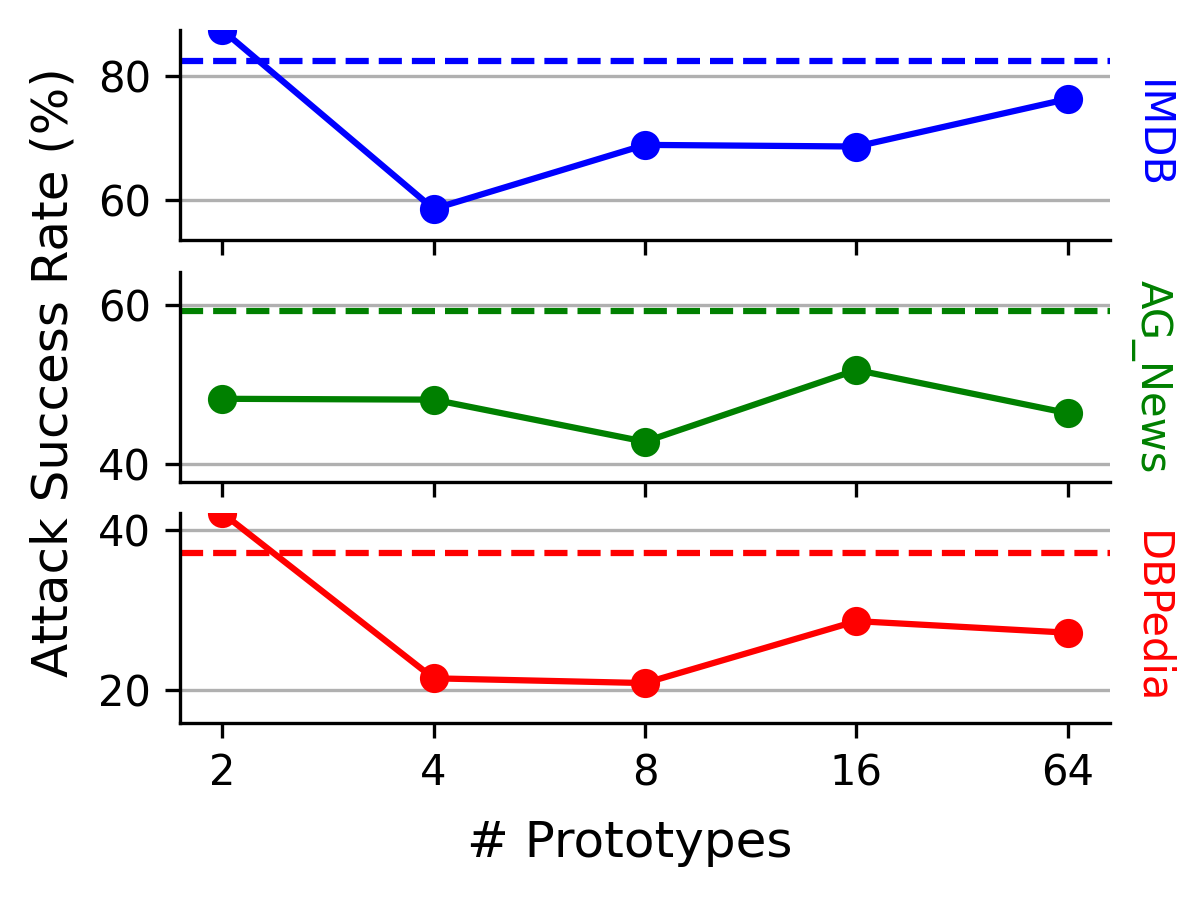 Attack Success Rate (%)
80
60
IMDB
60
40
AG_News
40
20
DBPedia
2 4 8 16 64
# Prototypes